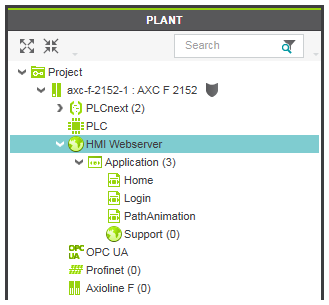 PLANT
Search
Project
axc-f-2152-1 : AXC F 2152
PLCnext (2)
PLC
HMI Webserver
Application (3)
Home
Login
PathAnimation
Support (0)
OPC UA OPC UA
Profinet (0)
Axioline F (0)